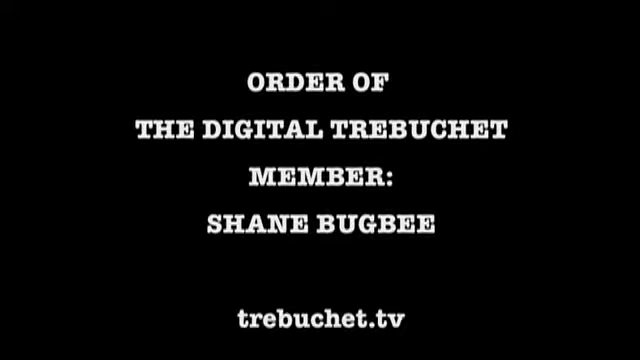 ORDER OF
THE DIGITAL TREBUCHET
MEMBER:
SHANE BUGBEE
trebuchet.tv